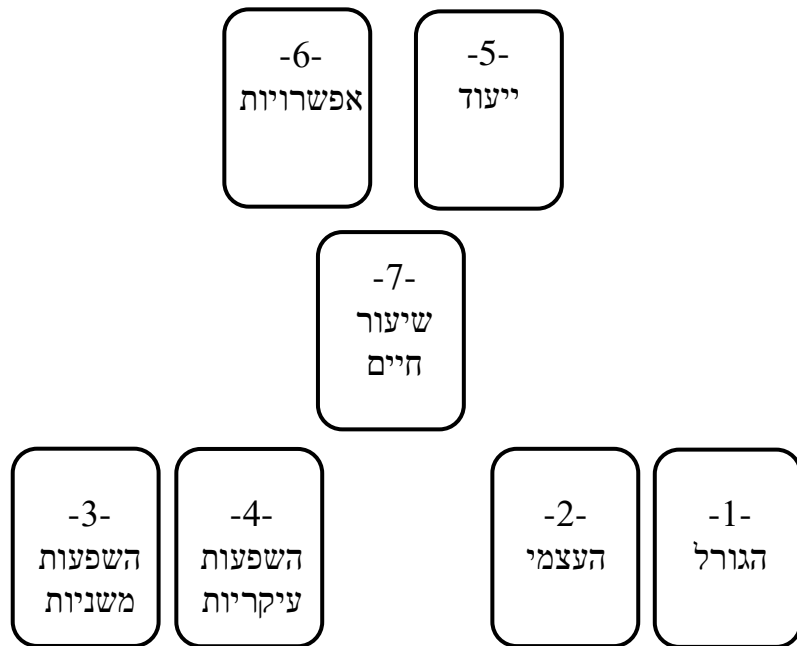 -5-
ייעוד
-6-
אפשרויות
-7-
שיעור
חיים
-1-
הגורל
-2-
העצמי
-4-
השפעות
עיקריות
-3-
השפעות
משניות